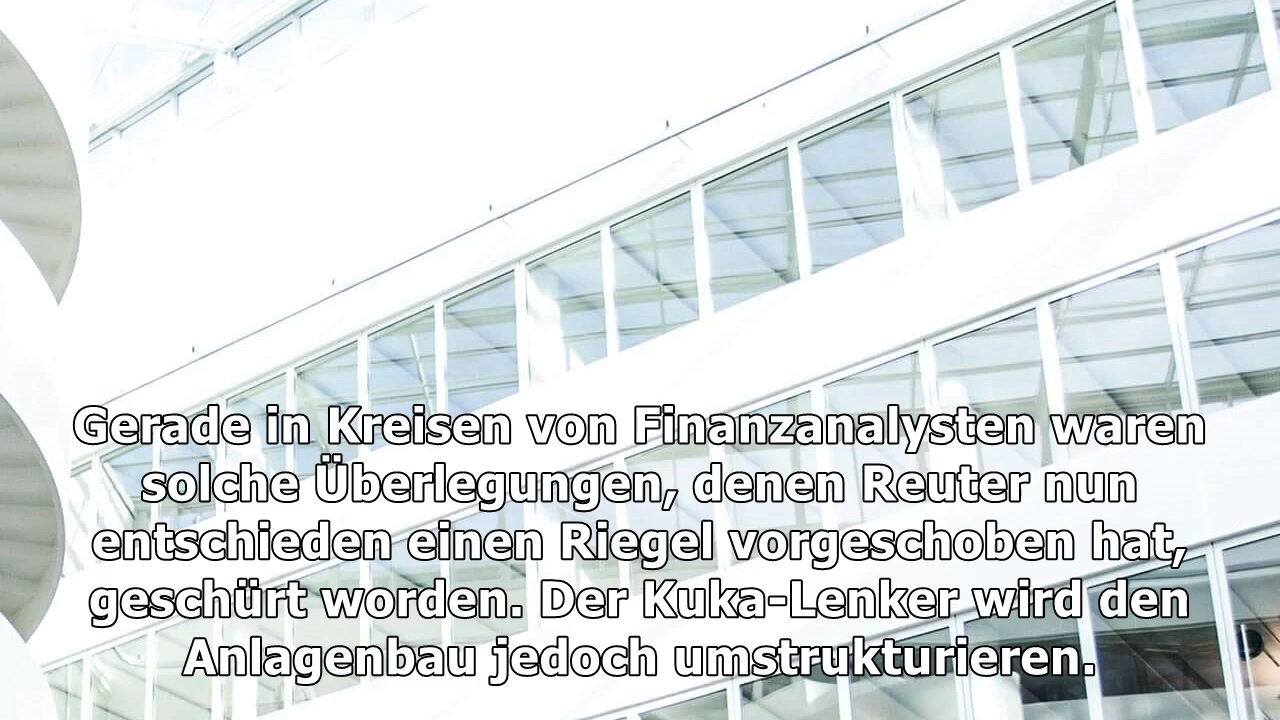 Gerade in Kreisen von Finanzanalysten waren
solche Überlegungen, denen Reuter nun
entschieden einen Riegel vorgeschoben hat,
geschürt worden. Der Kuka-Lenker wird den
Anlagenbau jedoch umstrukturieren.